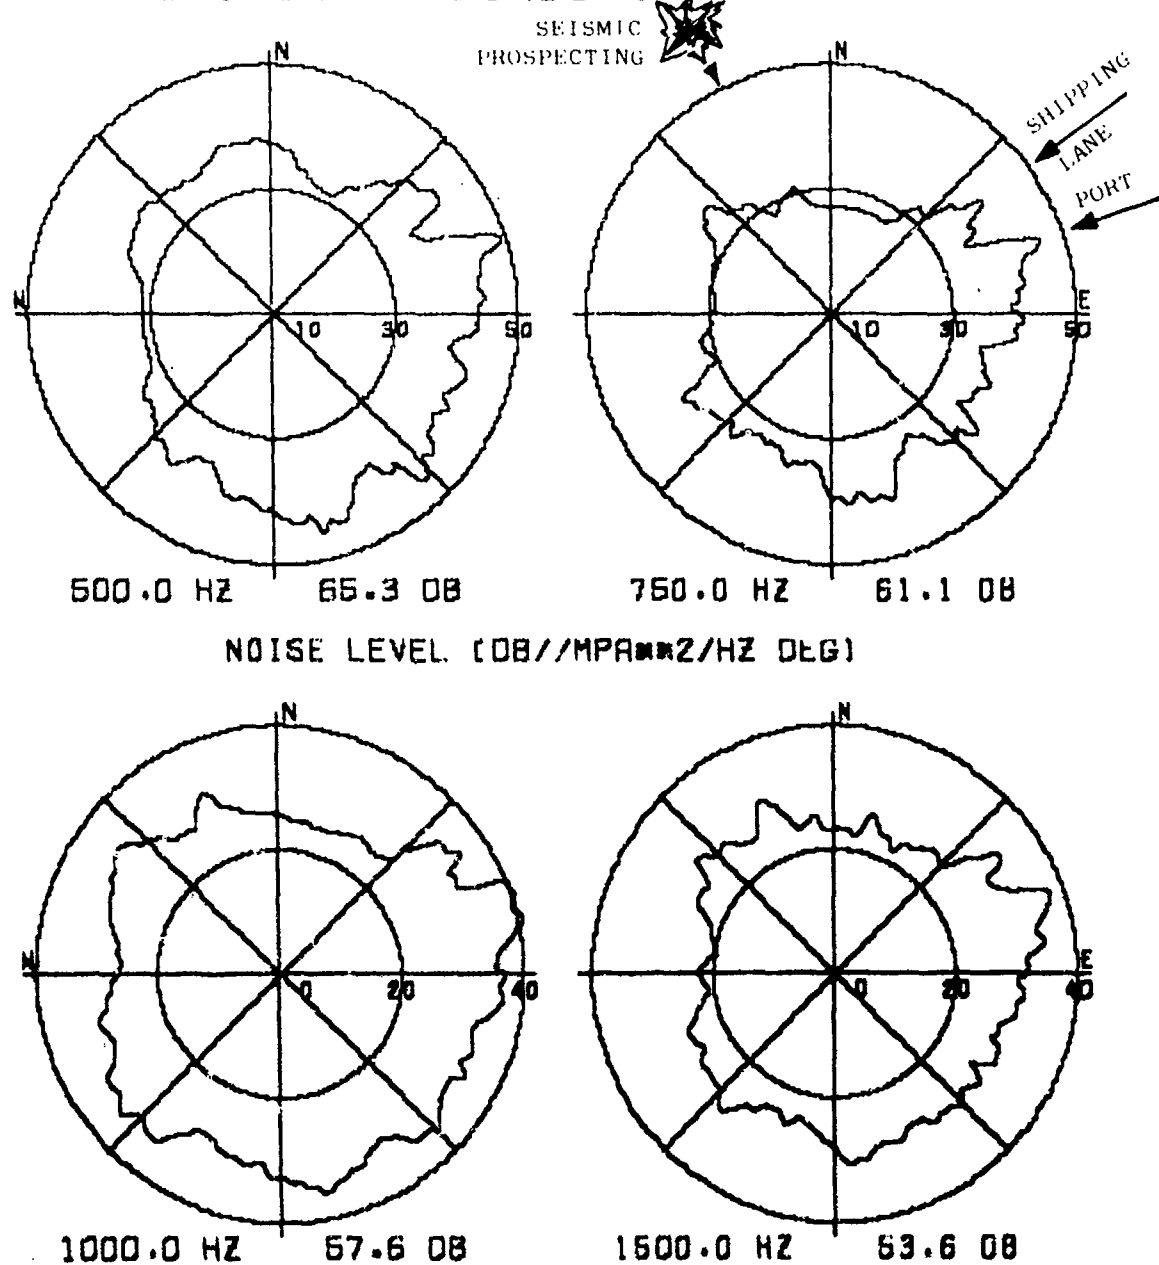 SEISMIC
PROSPECTING
SHIPPING
LANE
PORT
N
N
N
10 30 50
10 30 50
E
500.0 HZ 65.3 DB
750.0 HZ 61.1 DB
NOISE LEVEL (DB//MPA**2/HZ DEG)
N
N
0 20 40
0 20 40
E
1000.0 HZ 57.6 DB
1500.0 HZ 53.6 DB